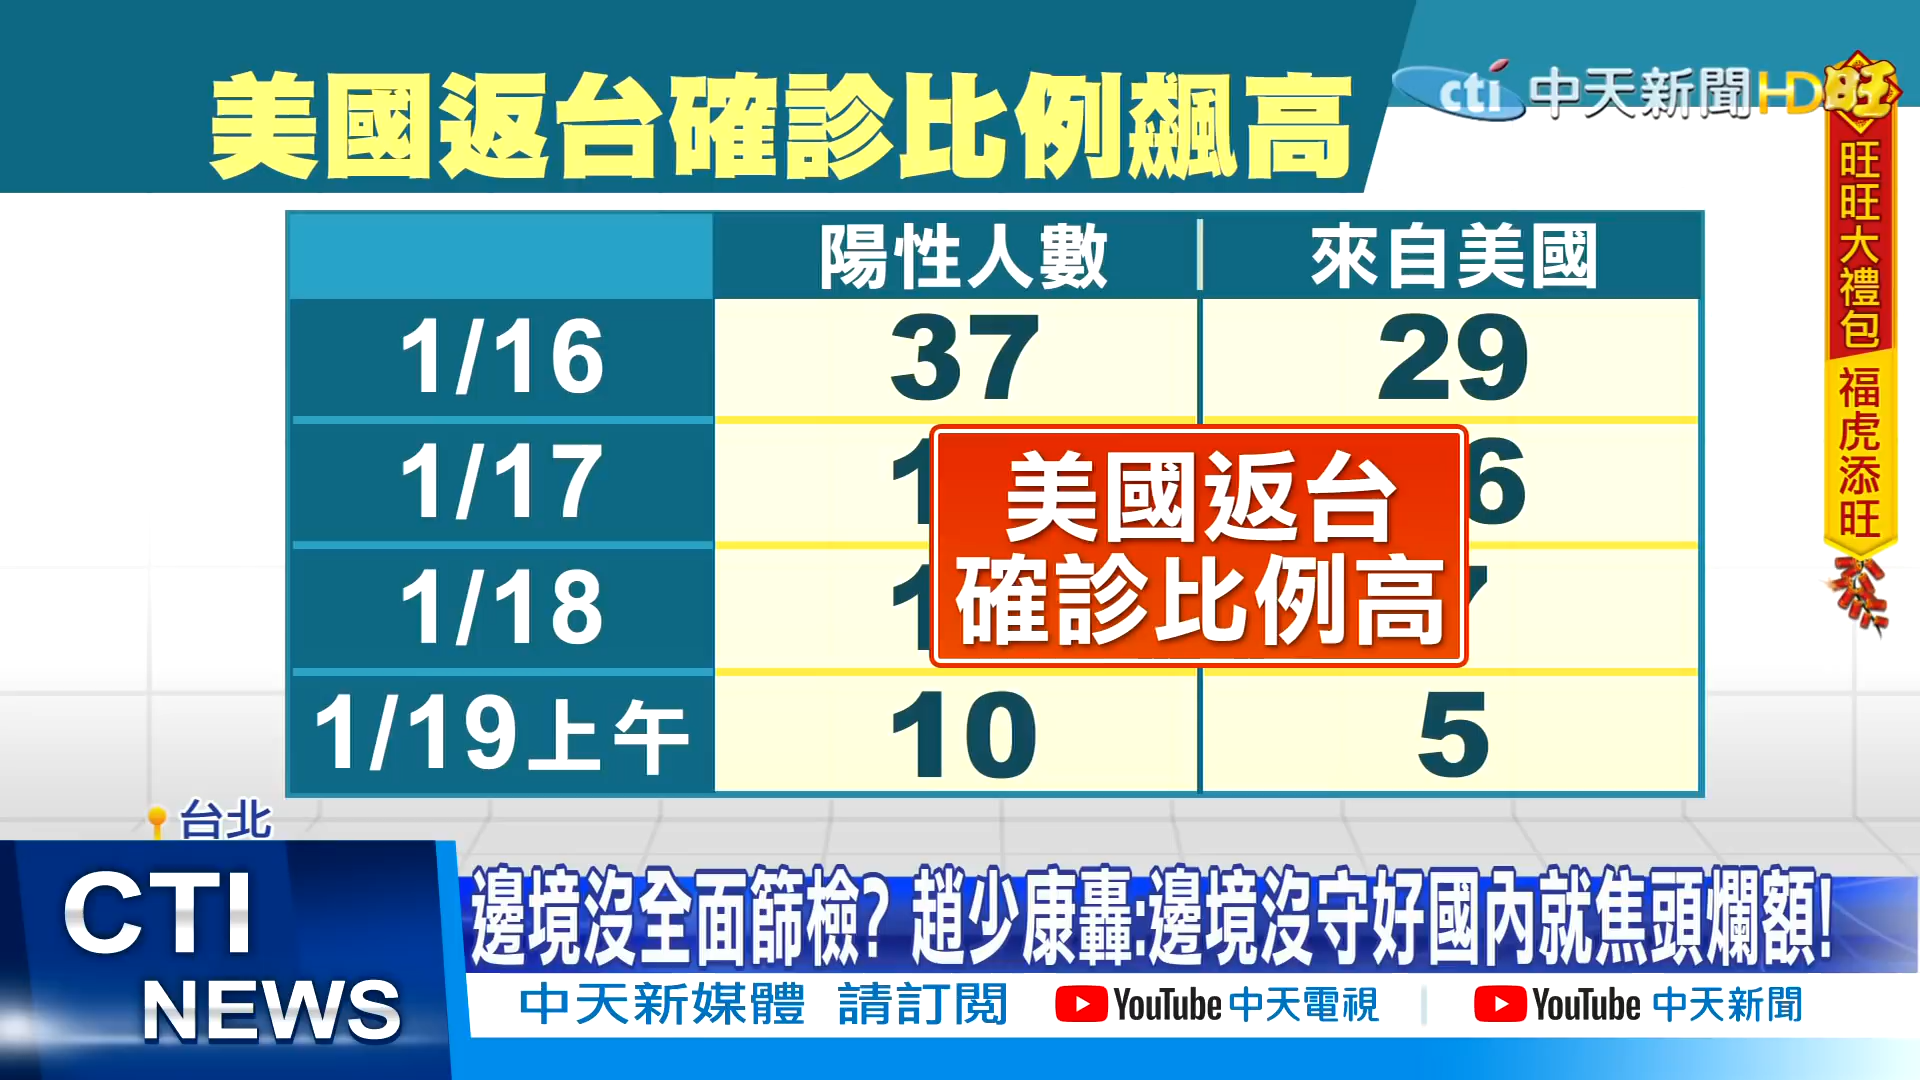 美國返台確診比例飆高
cti 中天新聞HD
旺
旺旺大禮包
福虎添旺
陽性人數 來自美國
1/16 37 29
1/17
1/18
美國返台
確診比例高
1/19上午 10 5
台北
CTI
NEWS
邊境沒全面篩檢? 趙少康轟:邊境沒守好國內就焦頭爛額!
中天新媒體 請訂閱 YouTube 中天電視 | YouTube 中天新聞